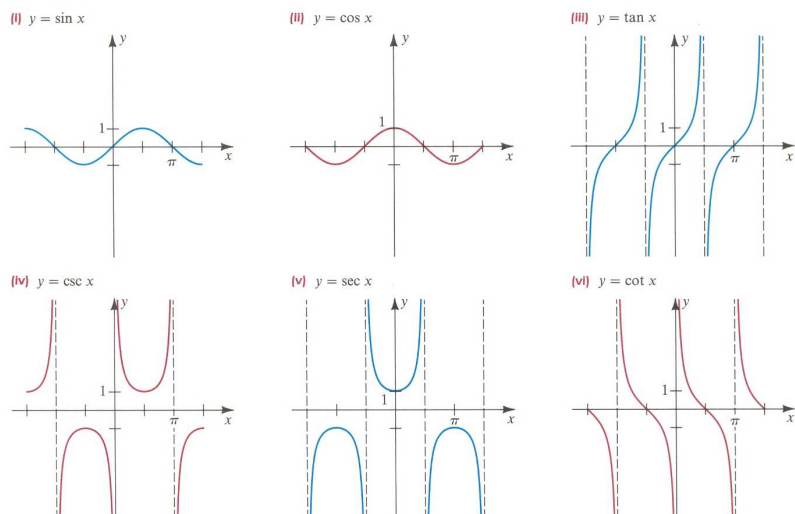 (i) y = sin x
y
1
π
x
(ii) y = cos x
y
1
π
x
(iii) y = tan x
y
1
π
x
(iv) y = csc x
y
1
π
x
(v) y = sec x
y
1
π
x
(vi) y = cot x
y
1
π
x